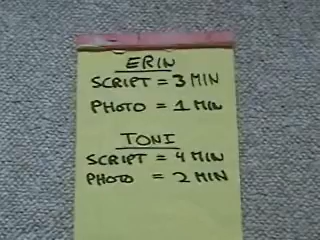 ERIN
SCRIPT = 3 MIN
PHOTO = 1 MIN
TONI
SCRIPT = 4 MIN
PHOTO = 2 MIN